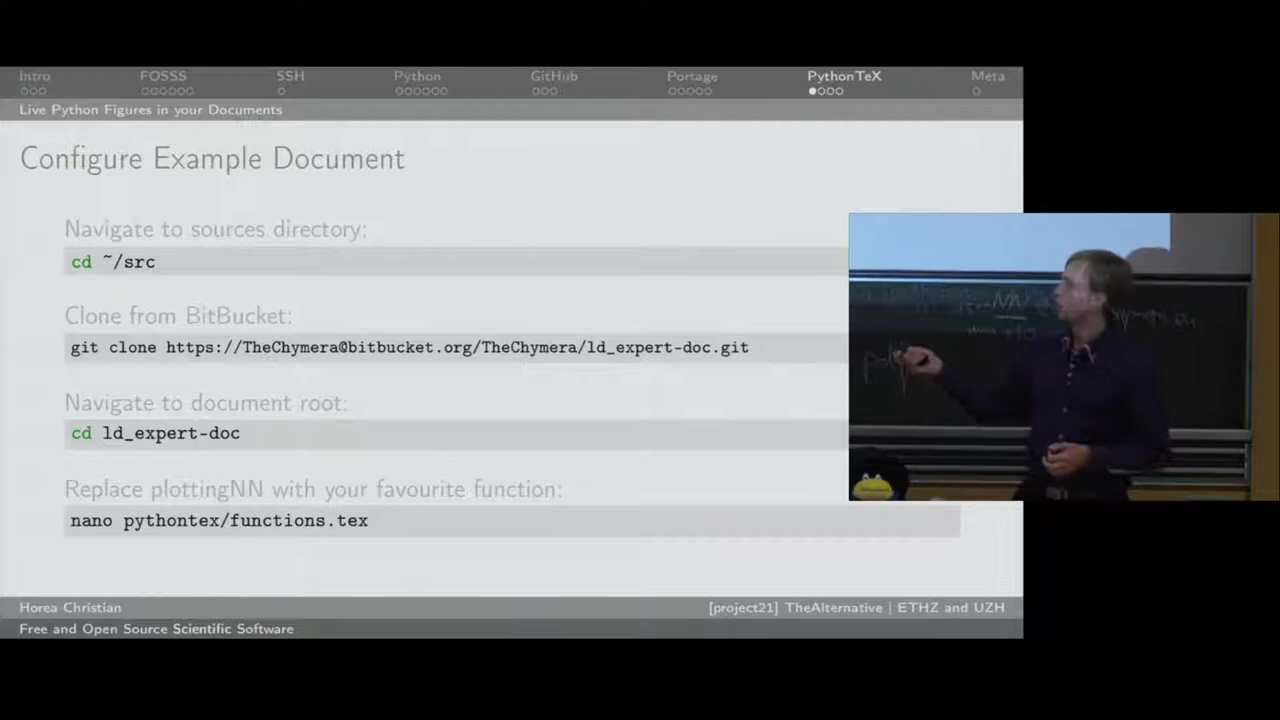 Intro FOSSS SSH Python GitHub Portage PythonTeX Meta
Live Python Figures in your Documents
Configure Example Document
Navigate to sources directory:
cd ~/src
Clone from BitBucket:
git clone https://TheChymera@bitbucket.org/TheChymera/ld_expert-doc.git
Navigate to document root:
cd ld_expert-doc
Replace plottingNN with your favourite function:
nano pythontex/functions.tex
Horea Christian [project21] TheAlternative | ETHZ and UZH
Free and Open Source Scientific Software